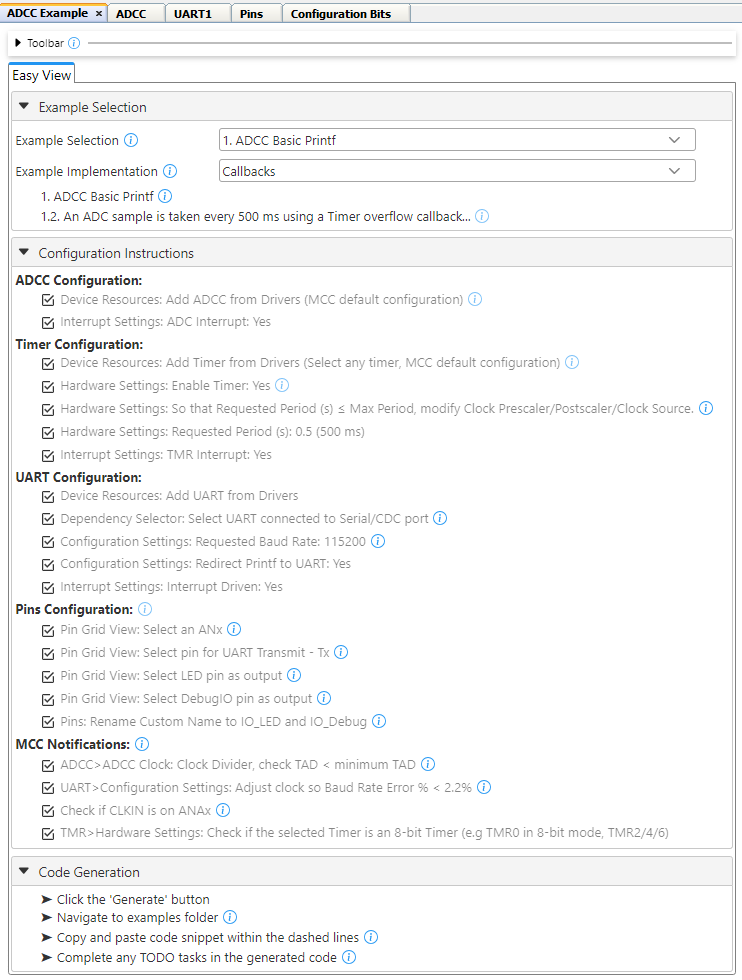 ADCC Example × ADCC UART1 Pins Configuration Bits
Toolbar
Easy View
Example Selection
Example Selection 1. ADCC Basic Printf
Example Implementation Callbacks
1. ADCC Basic Printf
1.2. An ADC sample is taken every 500 ms using a Timer overflow callback...
Configuration Instructions
ADCC Configuration:
Device Resources: Add ADCC from Drivers (MCC default configuration)
Interrupt Settings: ADC Interrupt: Yes
Timer Configuration:
Device Resources: Add Timer from Drivers (Select any timer, MCC default configuration)
Hardware Settings: Enable Timer: Yes
Hardware Settings: So that Requested Period (s) ≤ Max Period, modify Clock Prescaler/Postscaler/Clock Source.
Hardware Settings: Requested Period (s): 0.5 (500 ms)
Interrupt Settings: TMR Interrupt: Yes
UART Configuration:
Device Resources: Add UART from Drivers
Dependency Selector: Select UART connected to Serial/CDC port
Configuration Settings: Requested Baud Rate: 115200
Configuration Settings: Redirect Printf to UART: Yes
Interrupt Settings: Interrupt Driven: Yes
Pins Configuration:
Pin Grid View: Select an ANx
Pin Grid View: Select pin for UART Transmit - Tx
Pin Grid View: Select LED pin as output
Pin Grid View: Select DebugIO pin as output
Pins: Rename Custom Name to IO_LED and IO_Debug
MCC Notifications:
ADCC>ADCC Clock: Clock Divider, check TAD < minimum TAD
UART>Configuration Settings: Adjust clock so Baud Rate Error % < 2.2%
Check if CLKIN is on ANAx
TMR>Hardware Settings: Check if the selected Timer is an 8-bit Timer (e.g TMR0 in 8-bit mode, TMR2/4/6)
Code Generation
➤ Click the 'Generate' button
➤ Navigate to examples folder
➤ Copy and paste code snippet within the dashed lines
➤ Complete any TODO tasks in the generated code